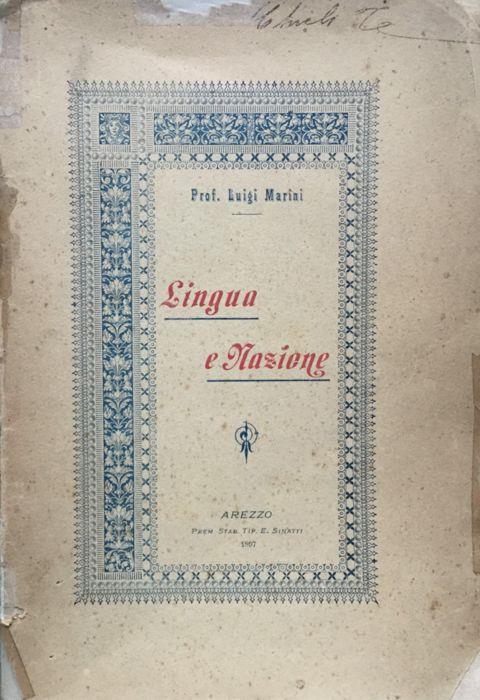 Prof. Luigi Marini
Lingua
e Nazione
AREZZO
PREM. STAB. TIP. E. SINATTI
1897